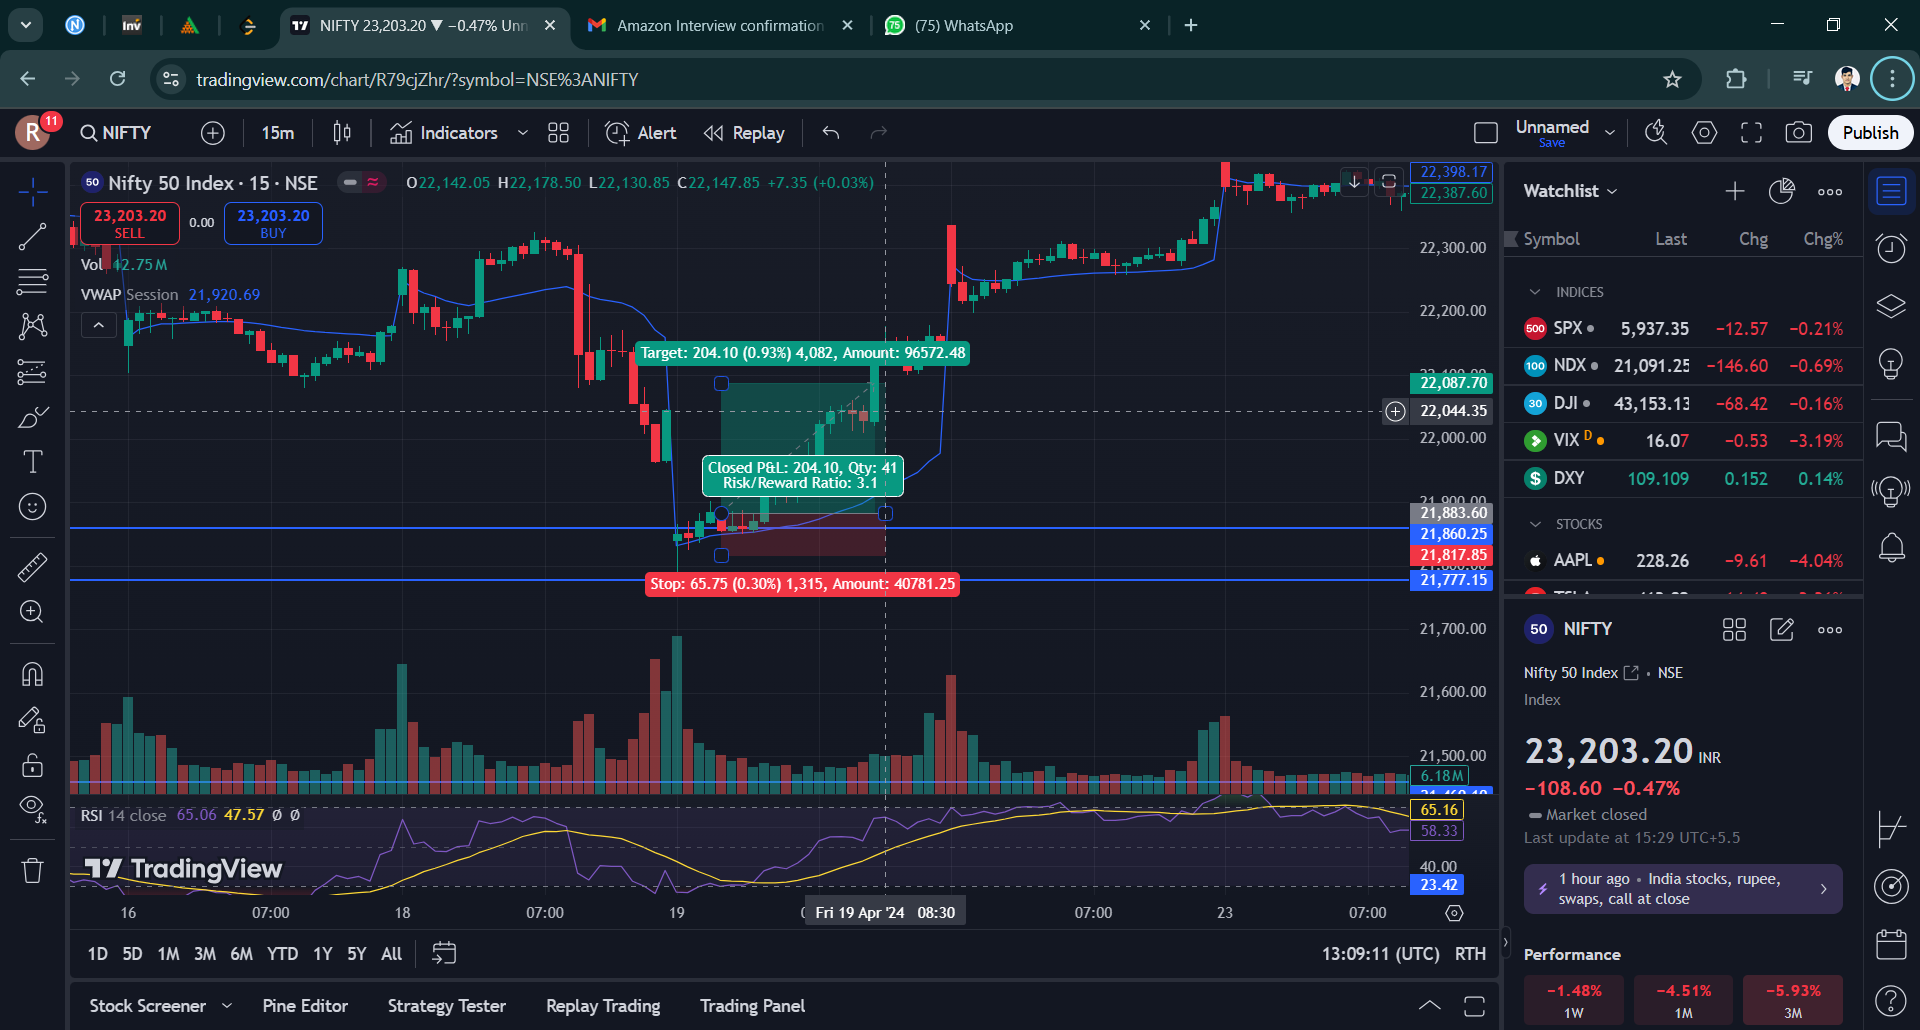 Inv
NIFTY 23,203.20 ▼ −0.47% Unn
Amazon Interview confirmation
75
(75) WhatsApp
tradingview.com/chart/R79cjZhr/?symbol=NSE%3ANIFTY
R
11
NIFTY
15m
Indicators
Alert
Replay
Unnamed
Save
Publish
50 Nifty 50 Index · 15 · NSE
O22,142.05 H22,178.50 L22,130.85 C22,147.85 +7.35 (+0.03%)
23,203.20
SELL
0.00
23,203.20
BUY
Vol 42.75M
VWAP Session 21,920.69
Target: 204.10 (0.93%) 4,082, Amount: 96572.48
Closed P&L: 204.10, Qty: 41
Risk/Reward Ratio: 3.1
Stop: 65.75 (0.30%) 1,315, Amount: 40781.25
22,398.17
22,387.60
22,300.00
22,200.00
22,087.70
22,044.35
22,000.00
21,900.00
21,883.60
21,860.25
21,817.85
21,777.15
21,700.00
21,600.00
21,500.00
6.18M
RSI 14 close 65.06 47.57 Ø Ø
65.16
58.33
40.00
23.42
TradingView
16
07:00
18
07:00
19
Fri 19 Apr '24 08:30
07:00
23
07:00
1D 5D 1M 3M 6M YTD 1Y 5Y All
13:09:11 (UTC) RTH
Stock Screener
Pine Editor
Strategy Tester
Replay Trading
Trading Panel
Watchlist
Symbol Last Chg Chg%
INDICES
500 SPX 5,937.35 −12.57 −0.21%
100 NDX 21,091.25 −146.60 −0.69%
30 DJI 43,153.13 −68.42 −0.16%
VIX D 16.07 −0.53 −3.19%
$ DXY 109.109 0.152 0.14%
STOCKS
AAPL 228.26 −9.61 −4.04%
50 NIFTY
Nifty 50 Index • NSE
Index
23,203.20 INR
−108.60 −0.47%
Market closed
Last update at 15:29 UTC+5.5
1 hour ago • India stocks, rupee,
swaps, call at close
Performance
−1.48%
1W
−4.51%
1M
−5.93%
3M